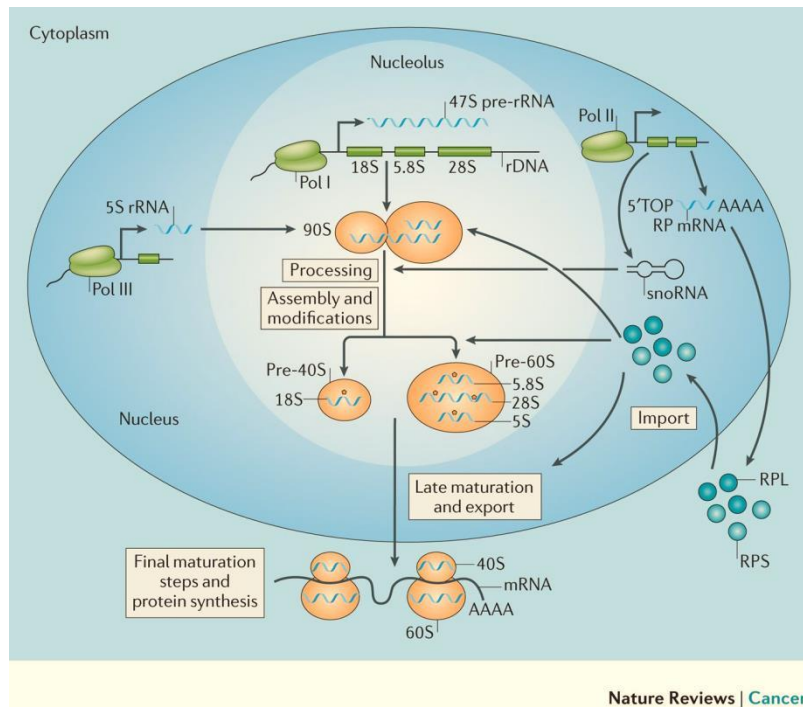 Cytoplasm
Nucleolus
47S pre-rRNA
Pol II
18S 5.8S 28S rDNA
Pol I
5S rRNA
5′TOP AAAA
RP mRNA
90S
Pol III
Processing
snoRNA
Assembly and
modifications
Pre-40S
Pre-60S
18S
5.8S
28S
5S
Nucleus
Import
Late maturation
and export
RPL
RPS
Final maturation
steps and
protein synthesis
40S
mRNA
AAAA
60S
Nature Reviews | Cancer